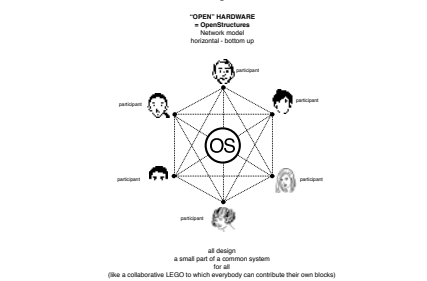 "OPEN" HARDWARE
= OpenStructures
Network model
horizontal - bottom up
participant
participant
participant
OS
participant
participant
participant
all design
a small part of a common system
for all
(like a collaborative LEGO to which everybody can contribute their own blocks)